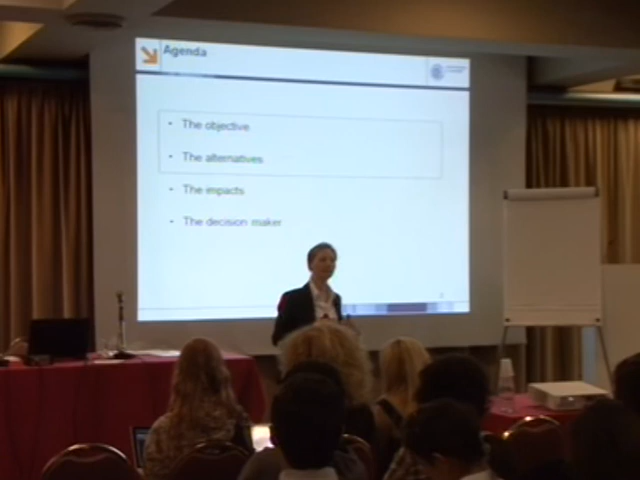 Agenda
• The objective
• The alternatives
• The impacts
• The decision maker